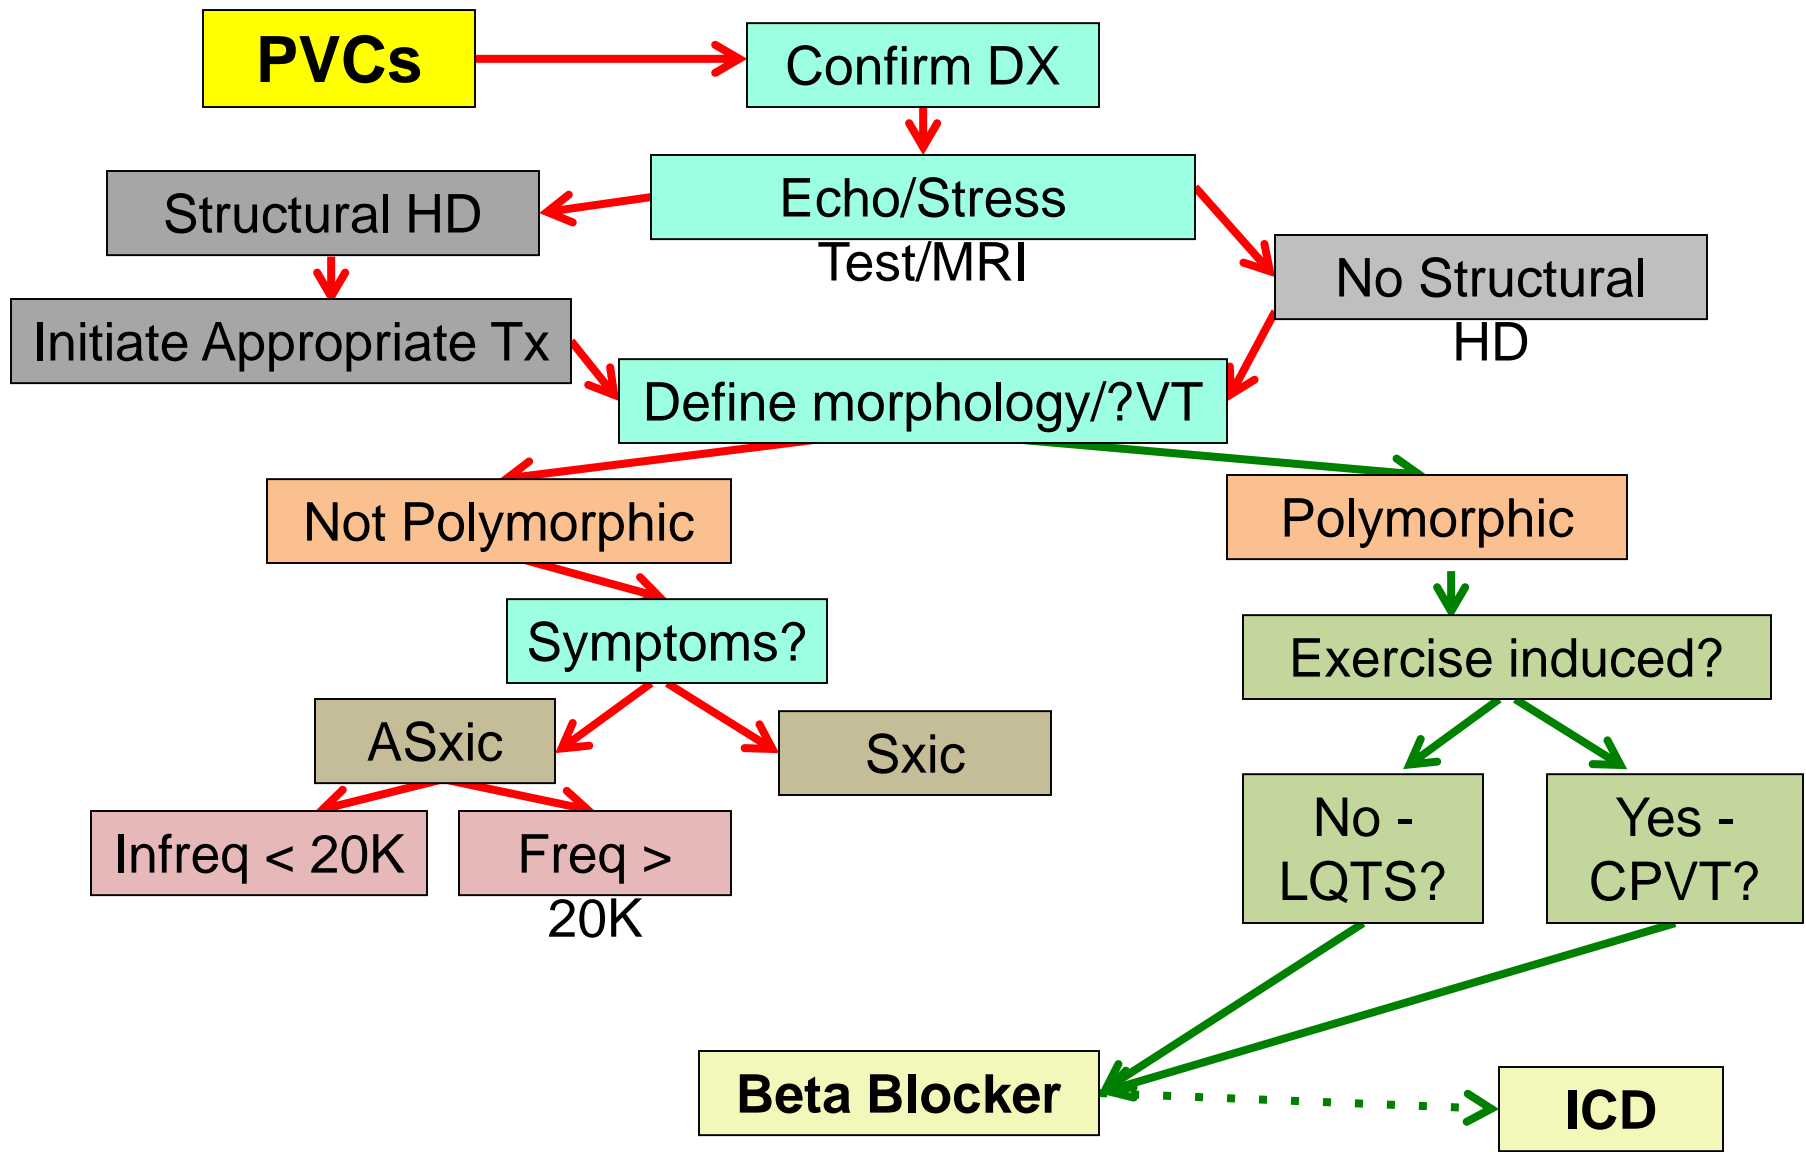 PVCs
Confirm DX
Echo/Stress
Test/MRI
Structural HD
No Structural
HD
Initiate Appropriate Tx
Define morphology/?VT
Not Polymorphic
Polymorphic
Symptoms?
Exercise induced?
ASxic
Sxic
Infreq < 20K
Freq >
20K
No -
LQTS?
Yes -
CPVT?
Beta Blocker
ICD